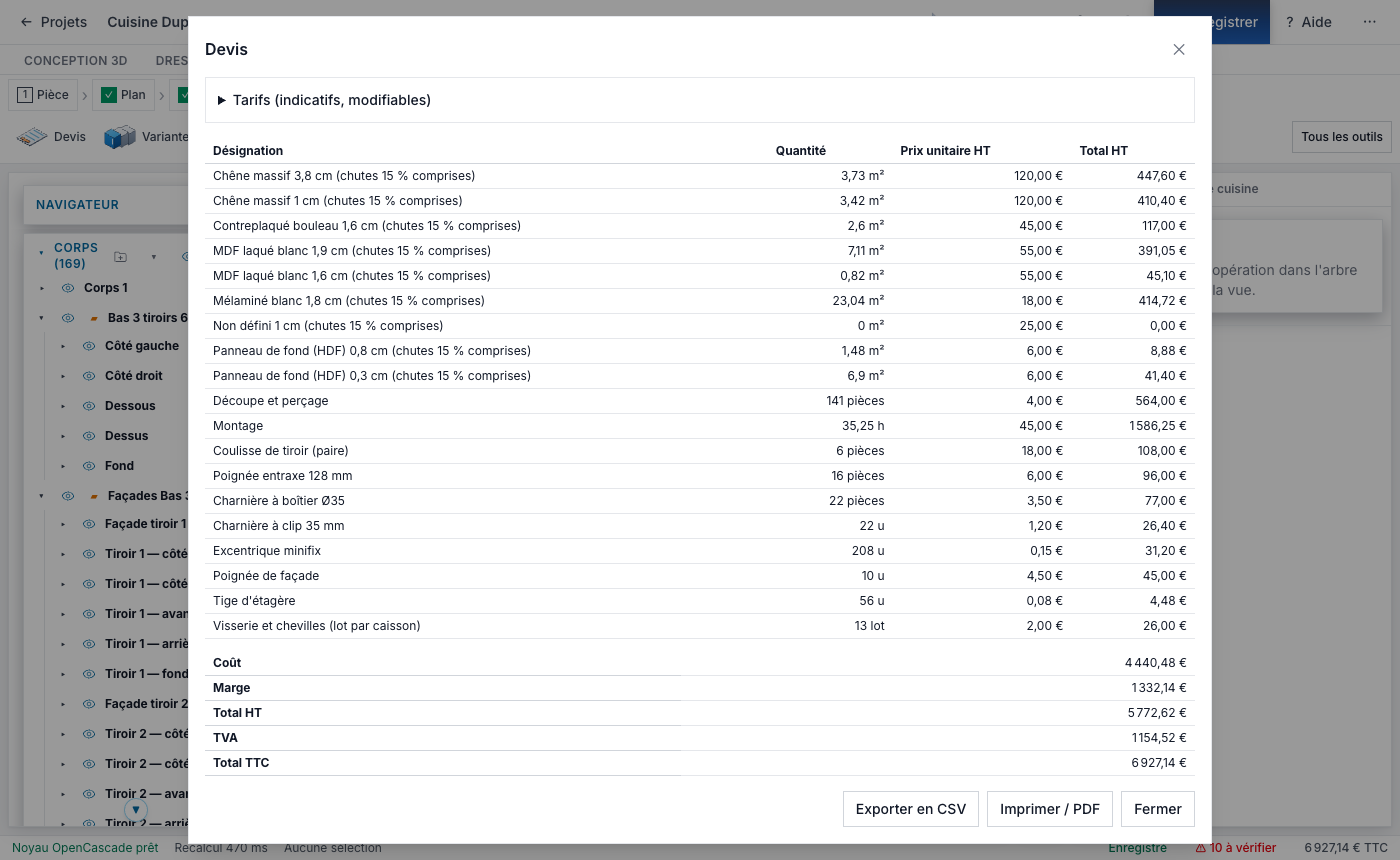 ← Projets Cuisine Dup egistrer ? Aide ···
CONCEPTION 3D DRES
1 Pièce › Plan ›
Devis Variante Tous les outils
NAVIGATEUR
CORPS
(169)
Corps 1
Bas 3 tiroirs 6
Côté gauche
Côté droit
Dessous
Dessus
Fond
Façades Bas 3
Façade tiroir 1
Tiroir 1 — côté
Tiroir 1 — côté
Tiroir 1 — avan
Tiroir 1 — arriè
Tiroir 1 — fond
Façade tiroir 2
Tiroir 2 — côté
Tiroir 2 — côté
Tiroir 2 — avan
Tiroir 2 — arriè
Devis
Tarifs (indicatifs, modifiables)
Désignation Quantité Prix unitaire HT Total HT
Chêne massif 3,8 cm (chutes 15 % comprises) 3,73 m² 120,00 € 447,60 €
Chêne massif 1 cm (chutes 15 % comprises) 3,42 m² 120,00 € 410,40 €
Contreplaqué bouleau 1,6 cm (chutes 15 % comprises) 2,6 m² 45,00 € 117,00 €
MDF laqué blanc 1,9 cm (chutes 15 % comprises) 7,11 m² 55,00 € 391,05 €
MDF laqué blanc 1,6 cm (chutes 15 % comprises) 0,82 m² 55,00 € 45,10 €
Mélaminé blanc 1,8 cm (chutes 15 % comprises) 23,04 m² 18,00 € 414,72 €
Non défini 1 cm (chutes 15 % comprises) 0 m² 25,00 € 0,00 €
Panneau de fond (HDF) 0,8 cm (chutes 15 % comprises) 1,48 m² 6,00 € 8,88 €
Panneau de fond (HDF) 0,3 cm (chutes 15 % comprises) 6,9 m² 6,00 € 41,40 €
Découpe et perçage 141 pièces 4,00 € 564,00 €
Montage 35,25 h 45,00 € 1 586,25 €
Coulisse de tiroir (paire) 6 pièces 18,00 € 108,00 €
Poignée entraxe 128 mm 16 pièces 6,00 € 96,00 €
Charnière à boîtier Ø35 22 pièces 3,50 € 77,00 €
Charnière à clip 35 mm 22 u 1,20 € 26,40 €
Excentrique minifix 208 u 0,15 € 31,20 €
Poignée de façade 10 u 4,50 € 45,00 €
Tige d'étagère 56 u 0,08 € 4,48 €
Visserie et chevilles (lot par caisson) 13 lot 2,00 € 26,00 €
Coût 4 440,48 €
Marge 1 332,14 €
Total HT 5 772,62 €
TVA 1 154,52 €
Total TTC 6 927,14 €
Exporter en CSV Imprimer / PDF Fermer
e cuisine
opération dans l'arbre
la vue.
Noyau OpenCascade prêt Recalcul 470 ms Aucune sélection Enregistré ⚠ 10 à vérifier 6 927,14 € TTC